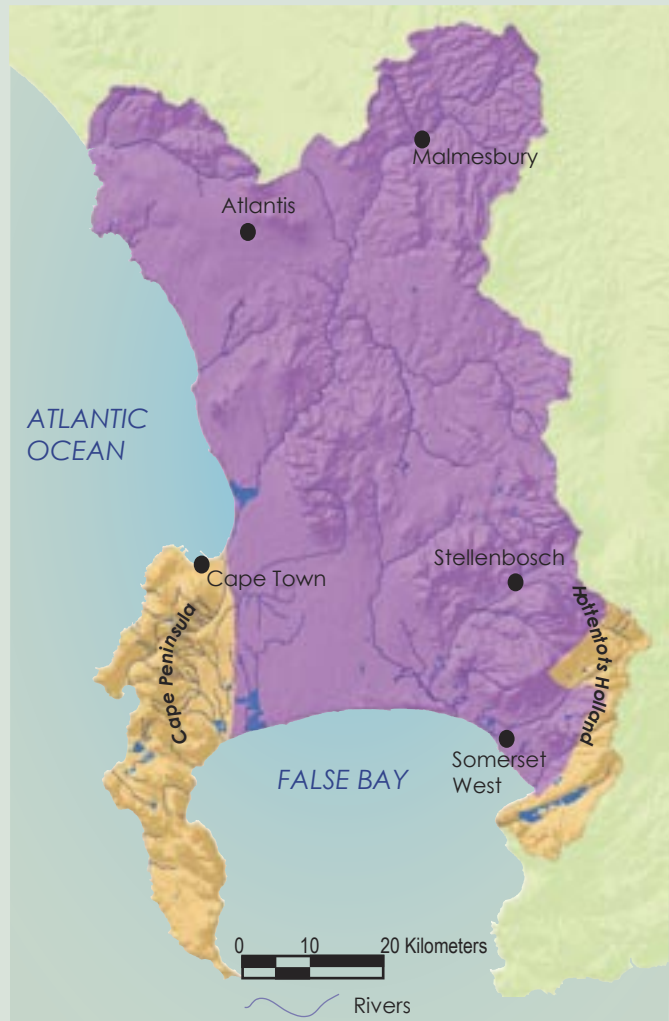 Malmesbury
Atlantis
ATLANTIC
OCEAN
Stellenbosch
Cape Town
Hottentots Holland
Cape Peninsula
Somerset
West
FALSE BAY
0 10 20 Kilometers
Rivers